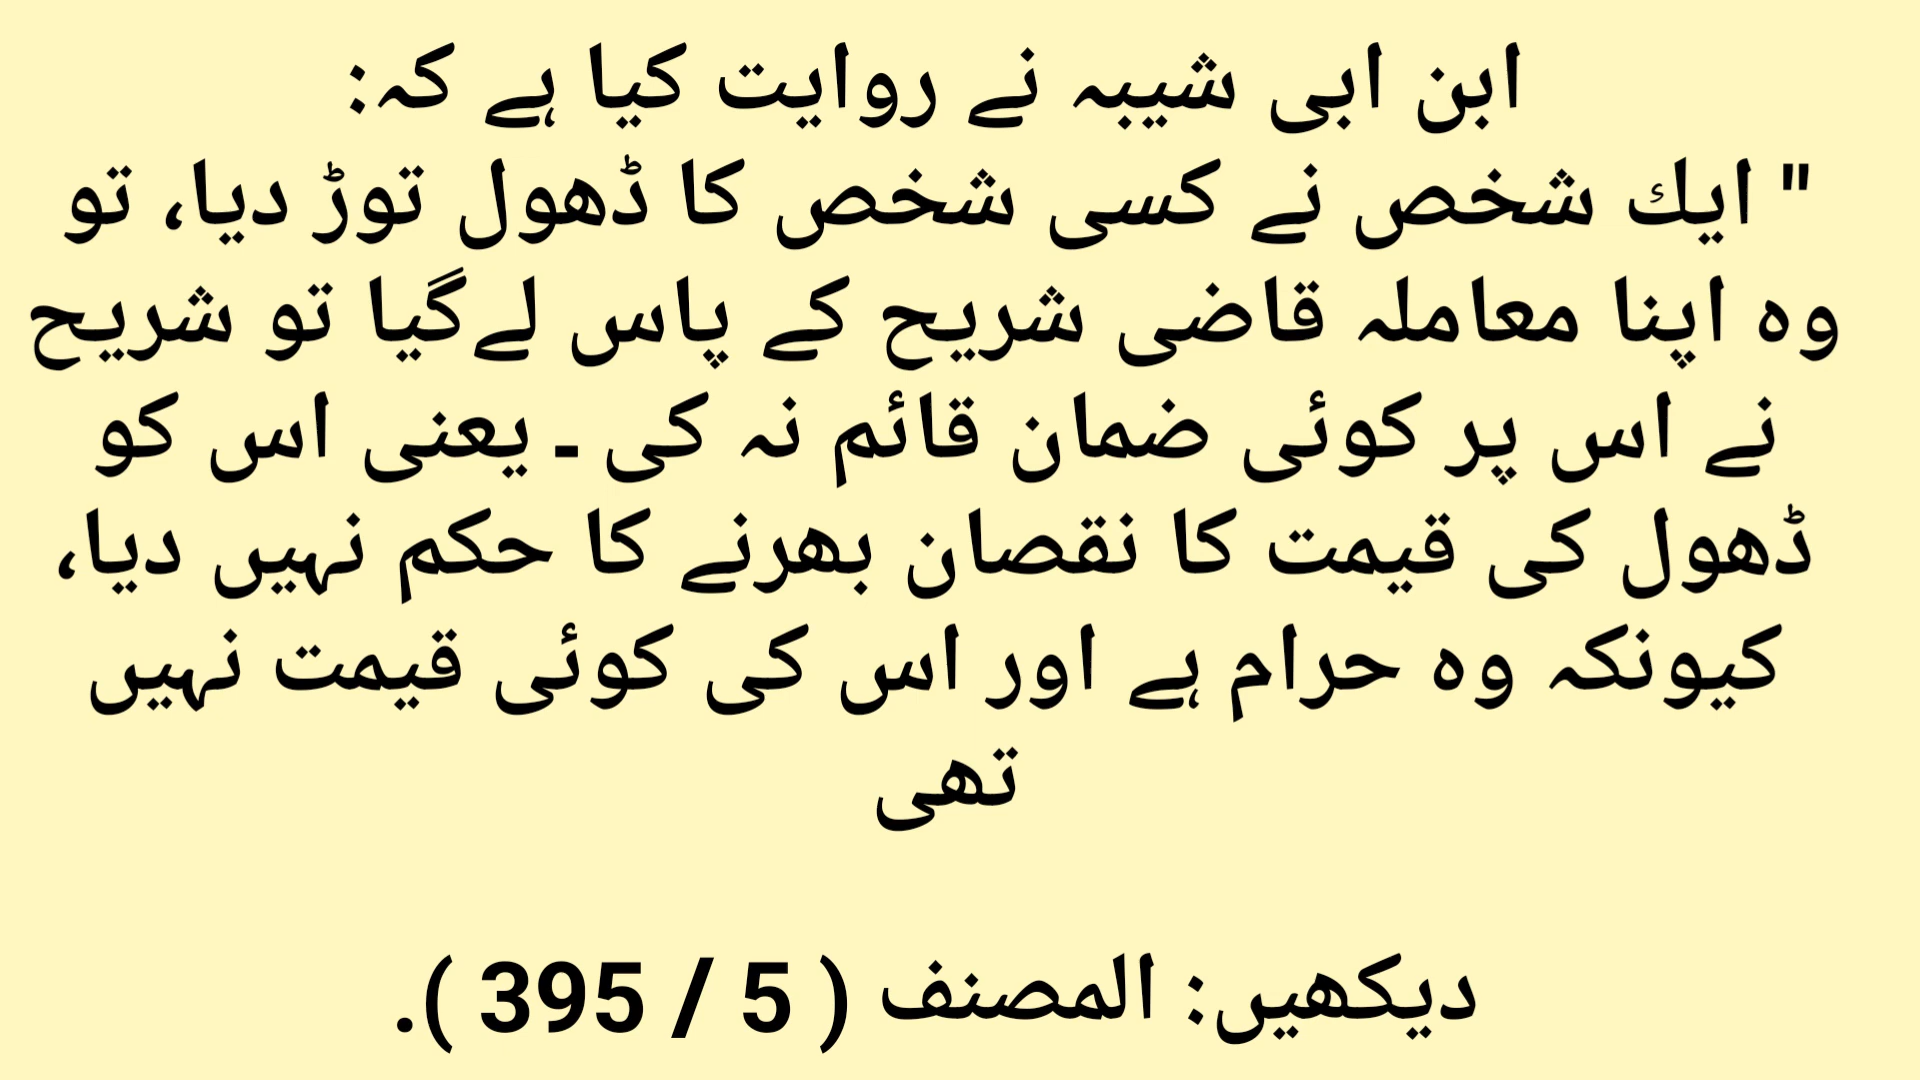 ابن ابی شیبہ نے روایت کیا ہے کہ:
" ايك شخص نے کسی شخص کا ڈھول توڑ دیا، تو
وہ اپنا معاملہ قاضی شریح کے پاس لےگیا تو شریح
نے اس پر کوئی ضمان قائم نہ کی ـ یعنی اس کو
ڈھول کی قیمت کا نقصان بھرنے کا حکم نہیں دیا،
کیونکہ وہ حرام ہے اور اس کی کوئی قیمت نہیں
تھی
دیکھیں: المصنف ( 5 / 395 ).